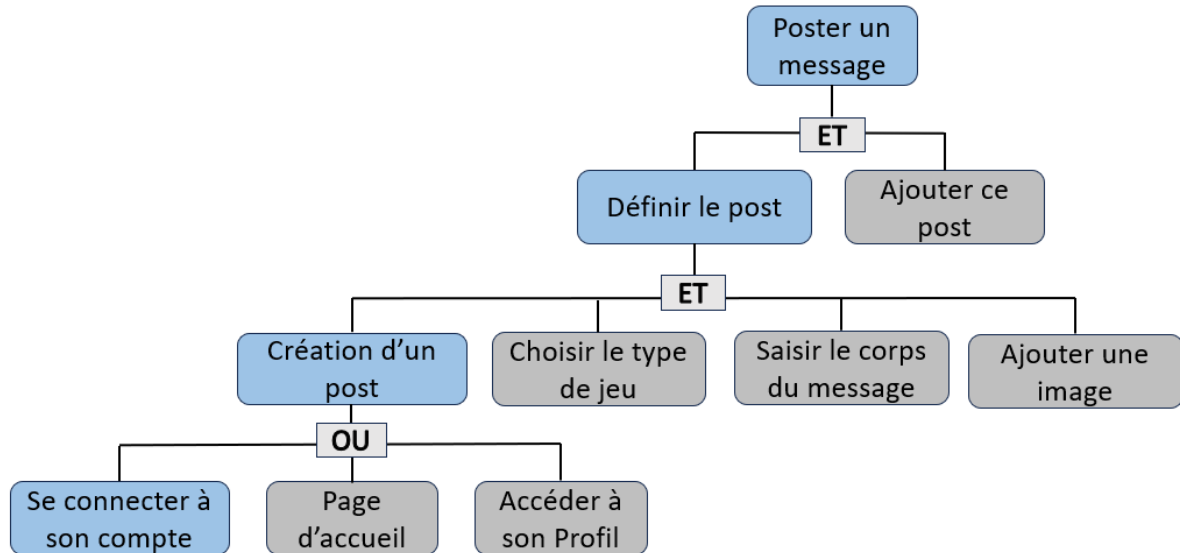 Poster un
message
ET
Définir le post
Ajouter ce
post
ET
Création d’un
post
Choisir le type
de jeu
Saisir le corps
du message
Ajouter une
image
OU
Se connecter à
son compte
Page
d’accueil
Accéder à
son Profil